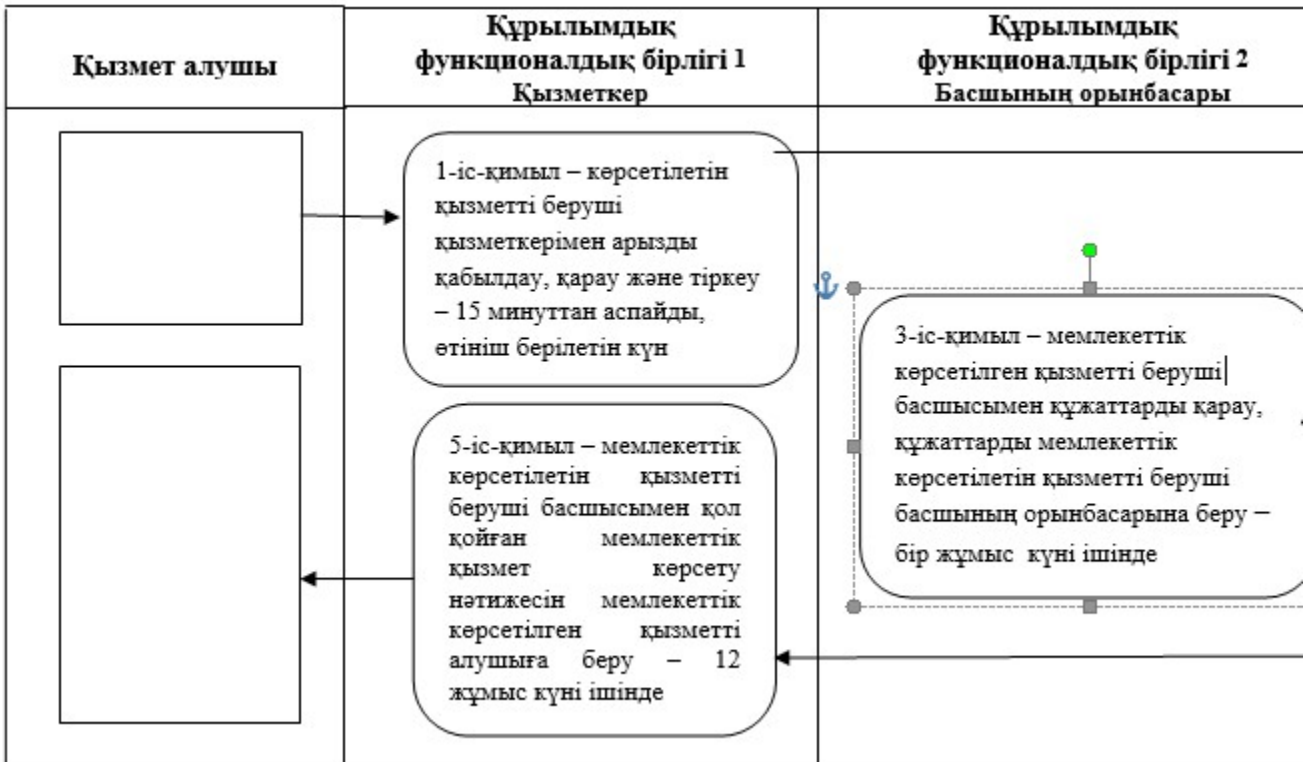 Қызмет алушы
Құрылымдық
функционалдық бірлігі 1
Қызметкер
Құрылымдық
функционалдық бірлігі 2
Басшының орынбасары
1-іс-қимыл – көрсетілетін
қызметті беруші
қызметкерімен арызды
қабылдау, қарау және тіркеу
– 15 минуттан аспайды,
өтініш берілетін күн
5-іс-қимыл – мемлекеттік
көрсетілетін қызметті
беруші басшысымен қол
қойған мемлекеттік
қызмет көрсету
нәтижесін мемлекеттік
көрсетілген қызметті
алушыға беру – 12
жұмыс күні ішінде
3-іс-қимыл – мемлекеттік
көрсетілген қызметті беруші
басшысымен құжаттарды қарау,
құжаттарды мемлекеттік
көрсетілетін қызметті беруші
басшының орынбасарына беру –
бір жұмыс күні ішінде